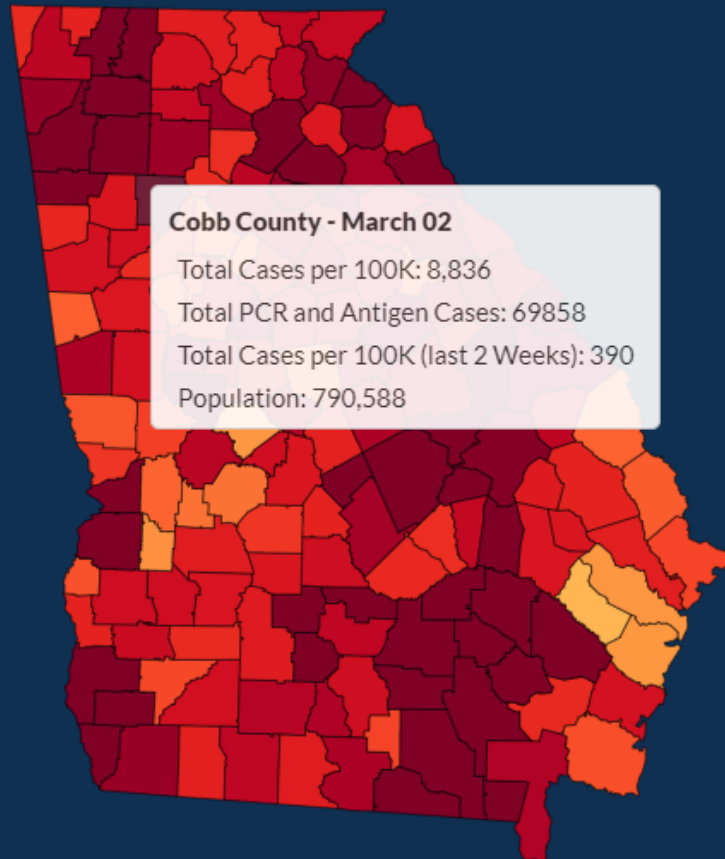 Cobb County - March 02
Total Cases per 100K: 8,836
Total PCR and Antigen Cases: 69858
Total Cases per 100K (last 2 Weeks): 390
Population: 790,588